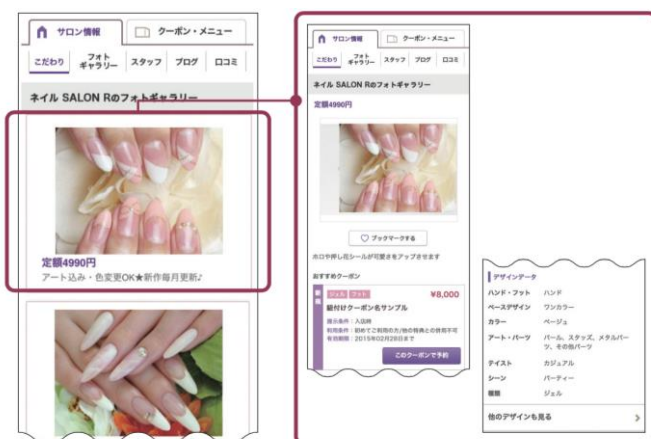 サロン情報
クーポン・メニュー
こだわり
フォト
ギャラリー
スタッフ
ブログ
口コミ
ネイル SALON Rのフォトギャラリー
定額4990円
アート込み・色変更OK★新作毎月更新♪
サロン情報
クーポン・メニュー
こだわり
フォト
ギャラリー
スタッフ
ブログ
口コミ
ネイル SALON Rのフォトギャラリー
定額4990円
ブックマークする
ホロや押し花シールが可愛さをアップさせます
おすすめクーポン
新規
ジェル フット ¥8,000
紐付けクーポン名サンプル
提示条件：入店時
利用条件：初めてご利用の方/他の特典との併用不可
有効期限：2015年02月28日まで
このクーポンで予約
デザインデータ
ハンド・フット ハンド
ベースデザイン ワンカラー
カラー ベージュ
アート・パーツ パール、スタッズ、メタルパー
ツ、その他パーツ
テイスト カジュアル
シーン パーティー
種類 ジェル
他のデザインも見る